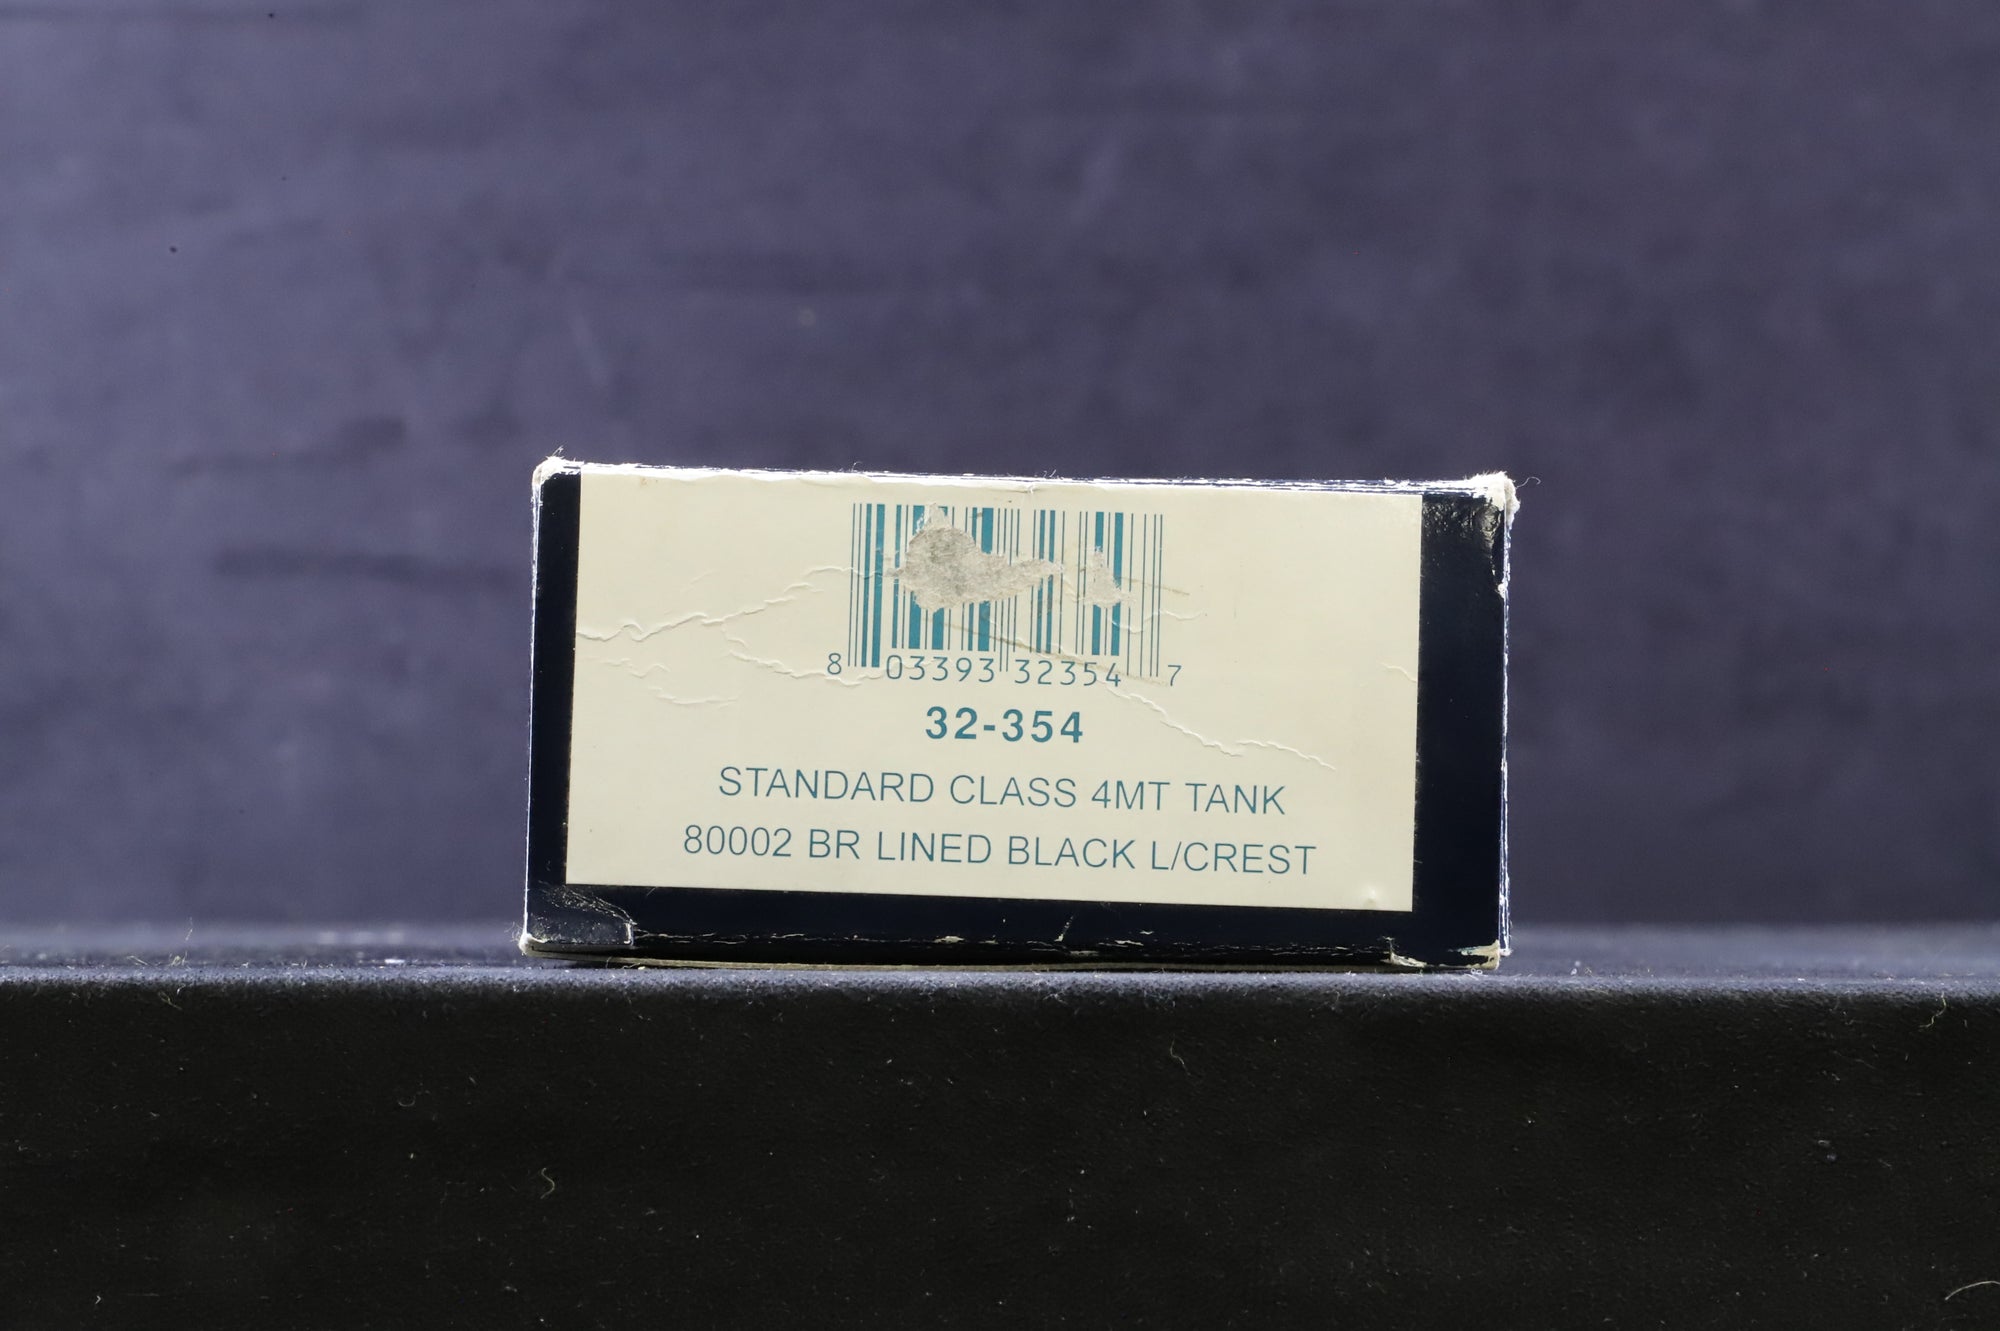 8 03393 32354 7
32-354
STANDARD CLASS 4MT TANK
80002 BR LINED BLACK L/CREST